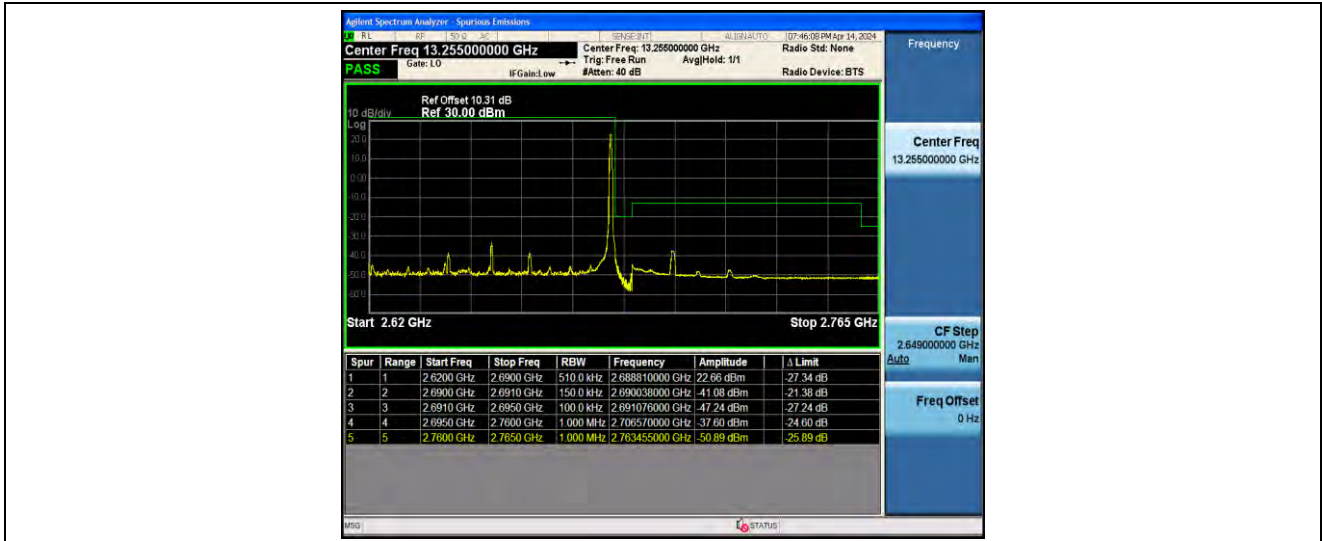 Agilent Spectrum Analyzer - Spurious Emissions
RL RF 50 Ω AC SENSE:INT ALIGNAUTO 07:46:08 PM Apr 14, 2024
Center Freq 13.255000000 GHz Center Freq: 13.255000000 GHz Radio Std: None Frequency
PASS Gate: LO Trig: Free Run Avg|Hold: 1/1
IFGain:Low #Atten: 40 dB Radio Device: BTS
Ref Offset 10.31 dB
10 dB/div Ref 30.00 dBm
Log
20.0
10.0
0.00
-10.0
-20.0
-30.0
-40.0
-50.0
-60.0
Start 2.62 GHz Stop 2.765 GHz
Center Freq
13.255000000 GHz
CF Step
2.649000000 GHz
Auto Man
Freq Offset
0 Hz
Spur Range Start Freq Stop Freq RBW Frequency Amplitude Δ Limit
1 1 2.6200 GHz 2.6900 GHz 510.0 kHz 2.688810000 GHz 22.66 dBm -27.34 dB
2 2 2.6900 GHz 2.6910 GHz 150.0 kHz 2.690038000 GHz -41.08 dBm -21.38 dB
3 3 2.6910 GHz 2.6950 GHz 100.0 kHz 2.691076000 GHz -47.24 dBm -27.24 dB
4 4 2.6950 GHz 2.7600 GHz 1.000 MHz 2.706570000 GHz -37.60 dBm -24.60 dB
5 5 2.7600 GHz 2.7650 GHz 1.000 MHz 2.763455000 GHz -50.89 dBm -25.89 dB
MSG STATUS